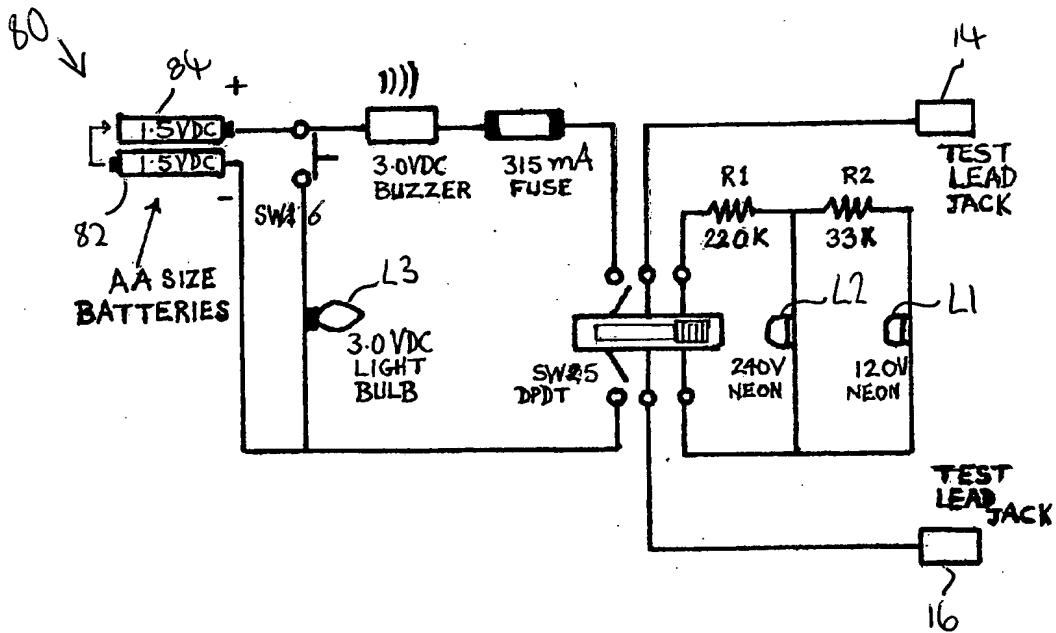 80
84
+
1.5VDC
1.5VDC
-
82
AA SIZE
BATTERIES
3.0VDC
BUZZER
315 mA
FUSE
L3
3.0 VDC
LIGHT
BULB
DPDT
R1
220K
R2
33K
L2
240V
NEON
L1
120V
NEON
14
TEST
LEAD
JACK
TEST
LEAD
JACK
16